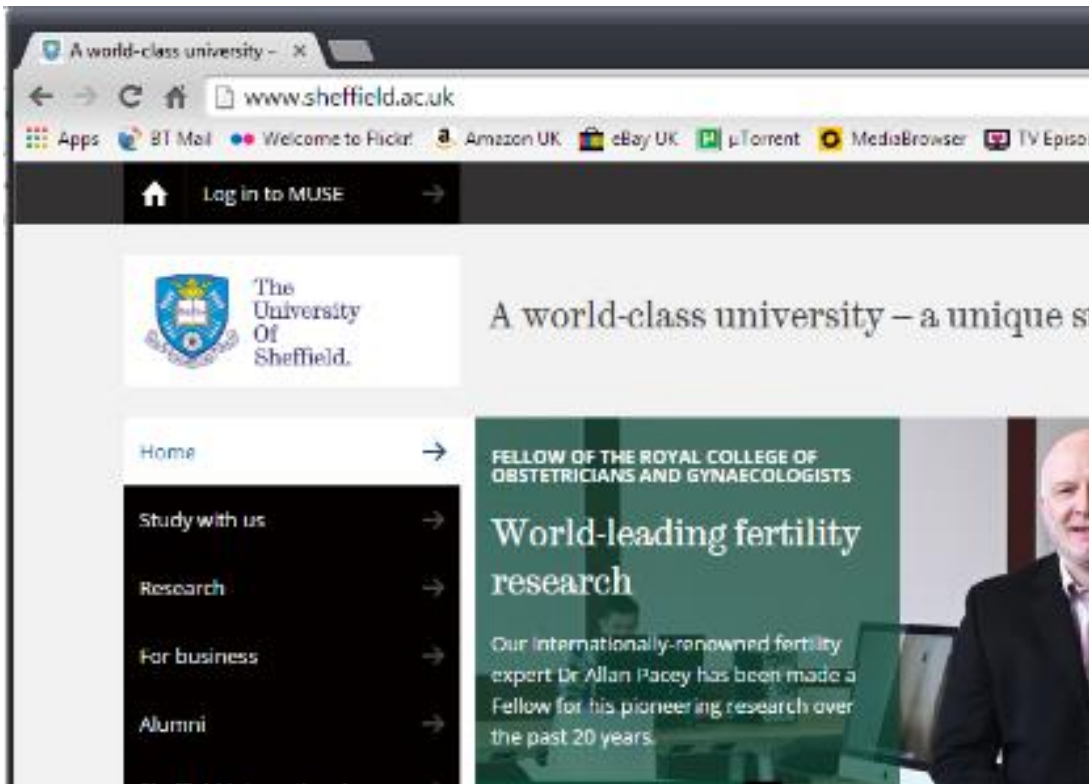 A world-class university –
www.sheffield.ac.uk
Apps BT Mail Welcome to Flickr! Amazon UK eBay UK µTorrent MediaBrowser TV Episo
Log in to MUSE
The
University
Of
Sheffield.
A world-class university – a unique s
Home
Study with us
Research
For business
Alumni
FELLOW OF THE ROYAL COLLEGE OF
OBSTETRICIANS AND GYNAECOLOGISTS
World-leading fertility
research
Our internationally-renowned fertility
expert Dr Allan Pacey has been made a
Fellow for his pioneering research over
the past 20 years.